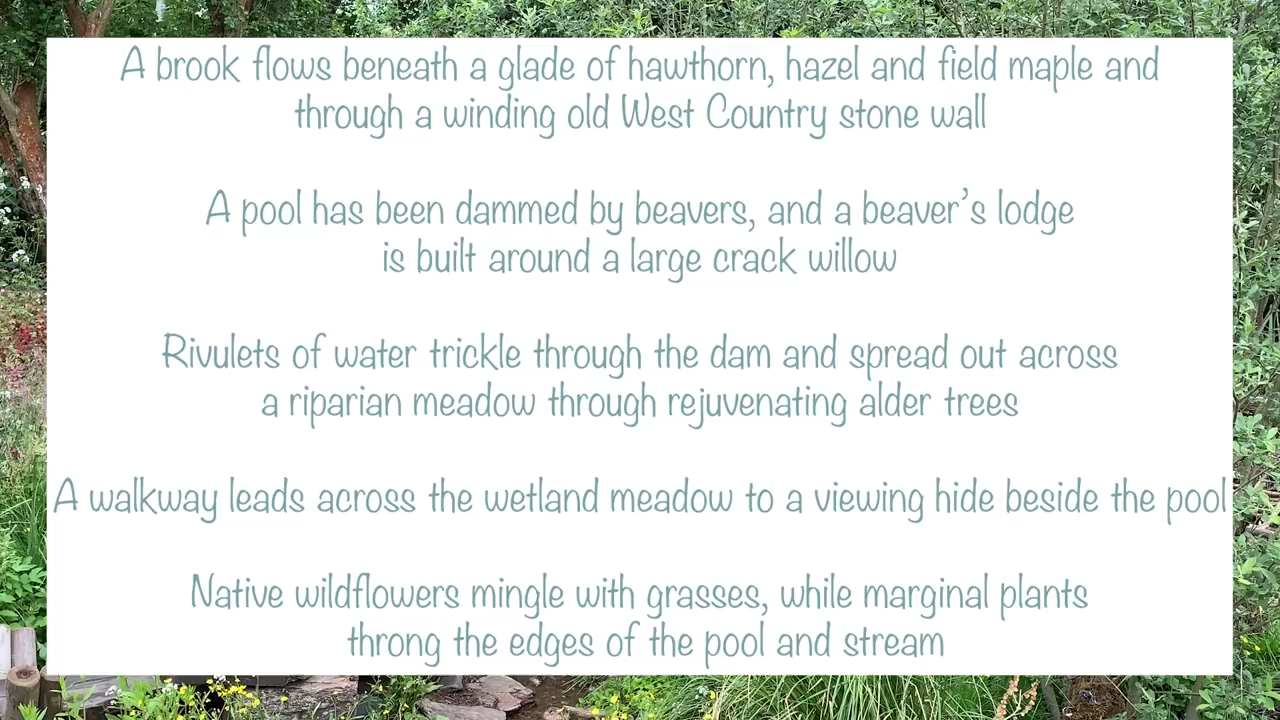 A brook flows beneath a glade of hawthorn, hazel and field maple and
through a winding old West Country stone wall
A pool has been dammed by beavers, and a beaver’s lodge
is built around a large crack willow
Rivulets of water trickle through the dam and spread out across
a riparian meadow through rejuvenating alder trees
A walkway leads across the wetland meadow to a viewing hide beside the pool
Native wildflowers mingle with grasses, while marginal plants
throng the edges of the pool and stream